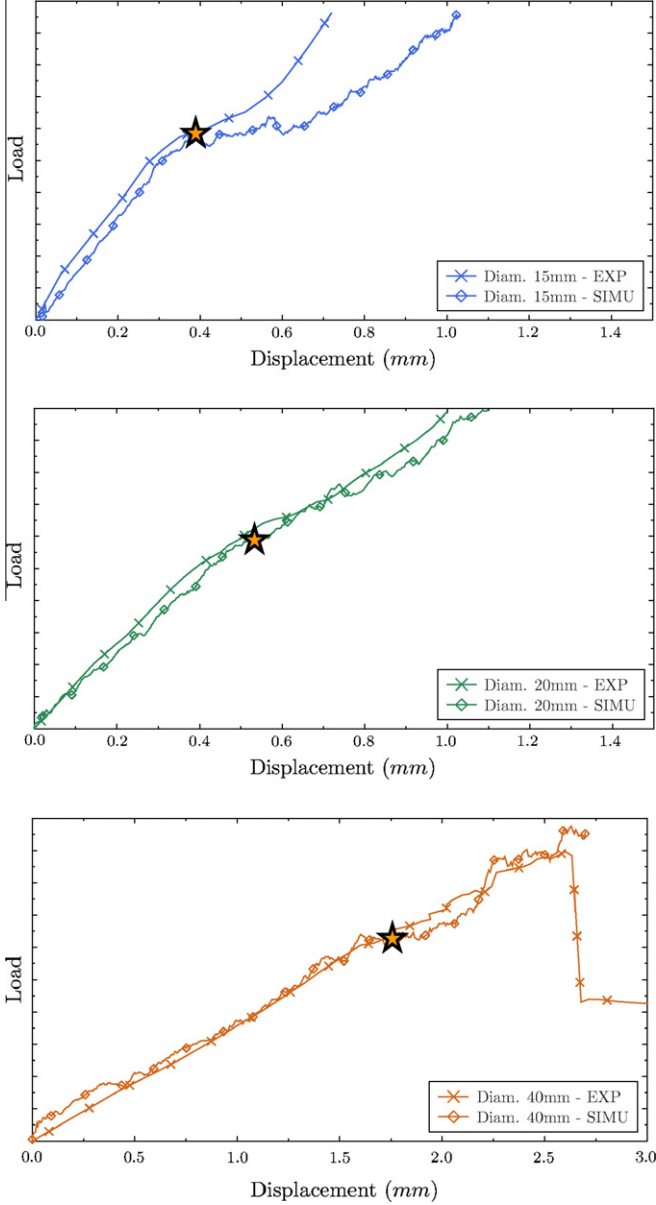 Load
Diam. 15mm - EXP
Diam. 15mm - SIMU
0.0 0.2 0.4 0.6 0.8 1.0 1.2 1.4
Displacement (mm)
Load
Diam. 20mm - EXP
Diam. 20mm - SIMU
0.0 0.2 0.4 0.6 0.8 1.0 1.2 1.4
Displacement (mm)
Load
Diam. 40mm - EXP
Diam. 40mm - SIMU
0.0 0.5 1.0 1.5 2.0 2.5 3.0
Displacement (mm)